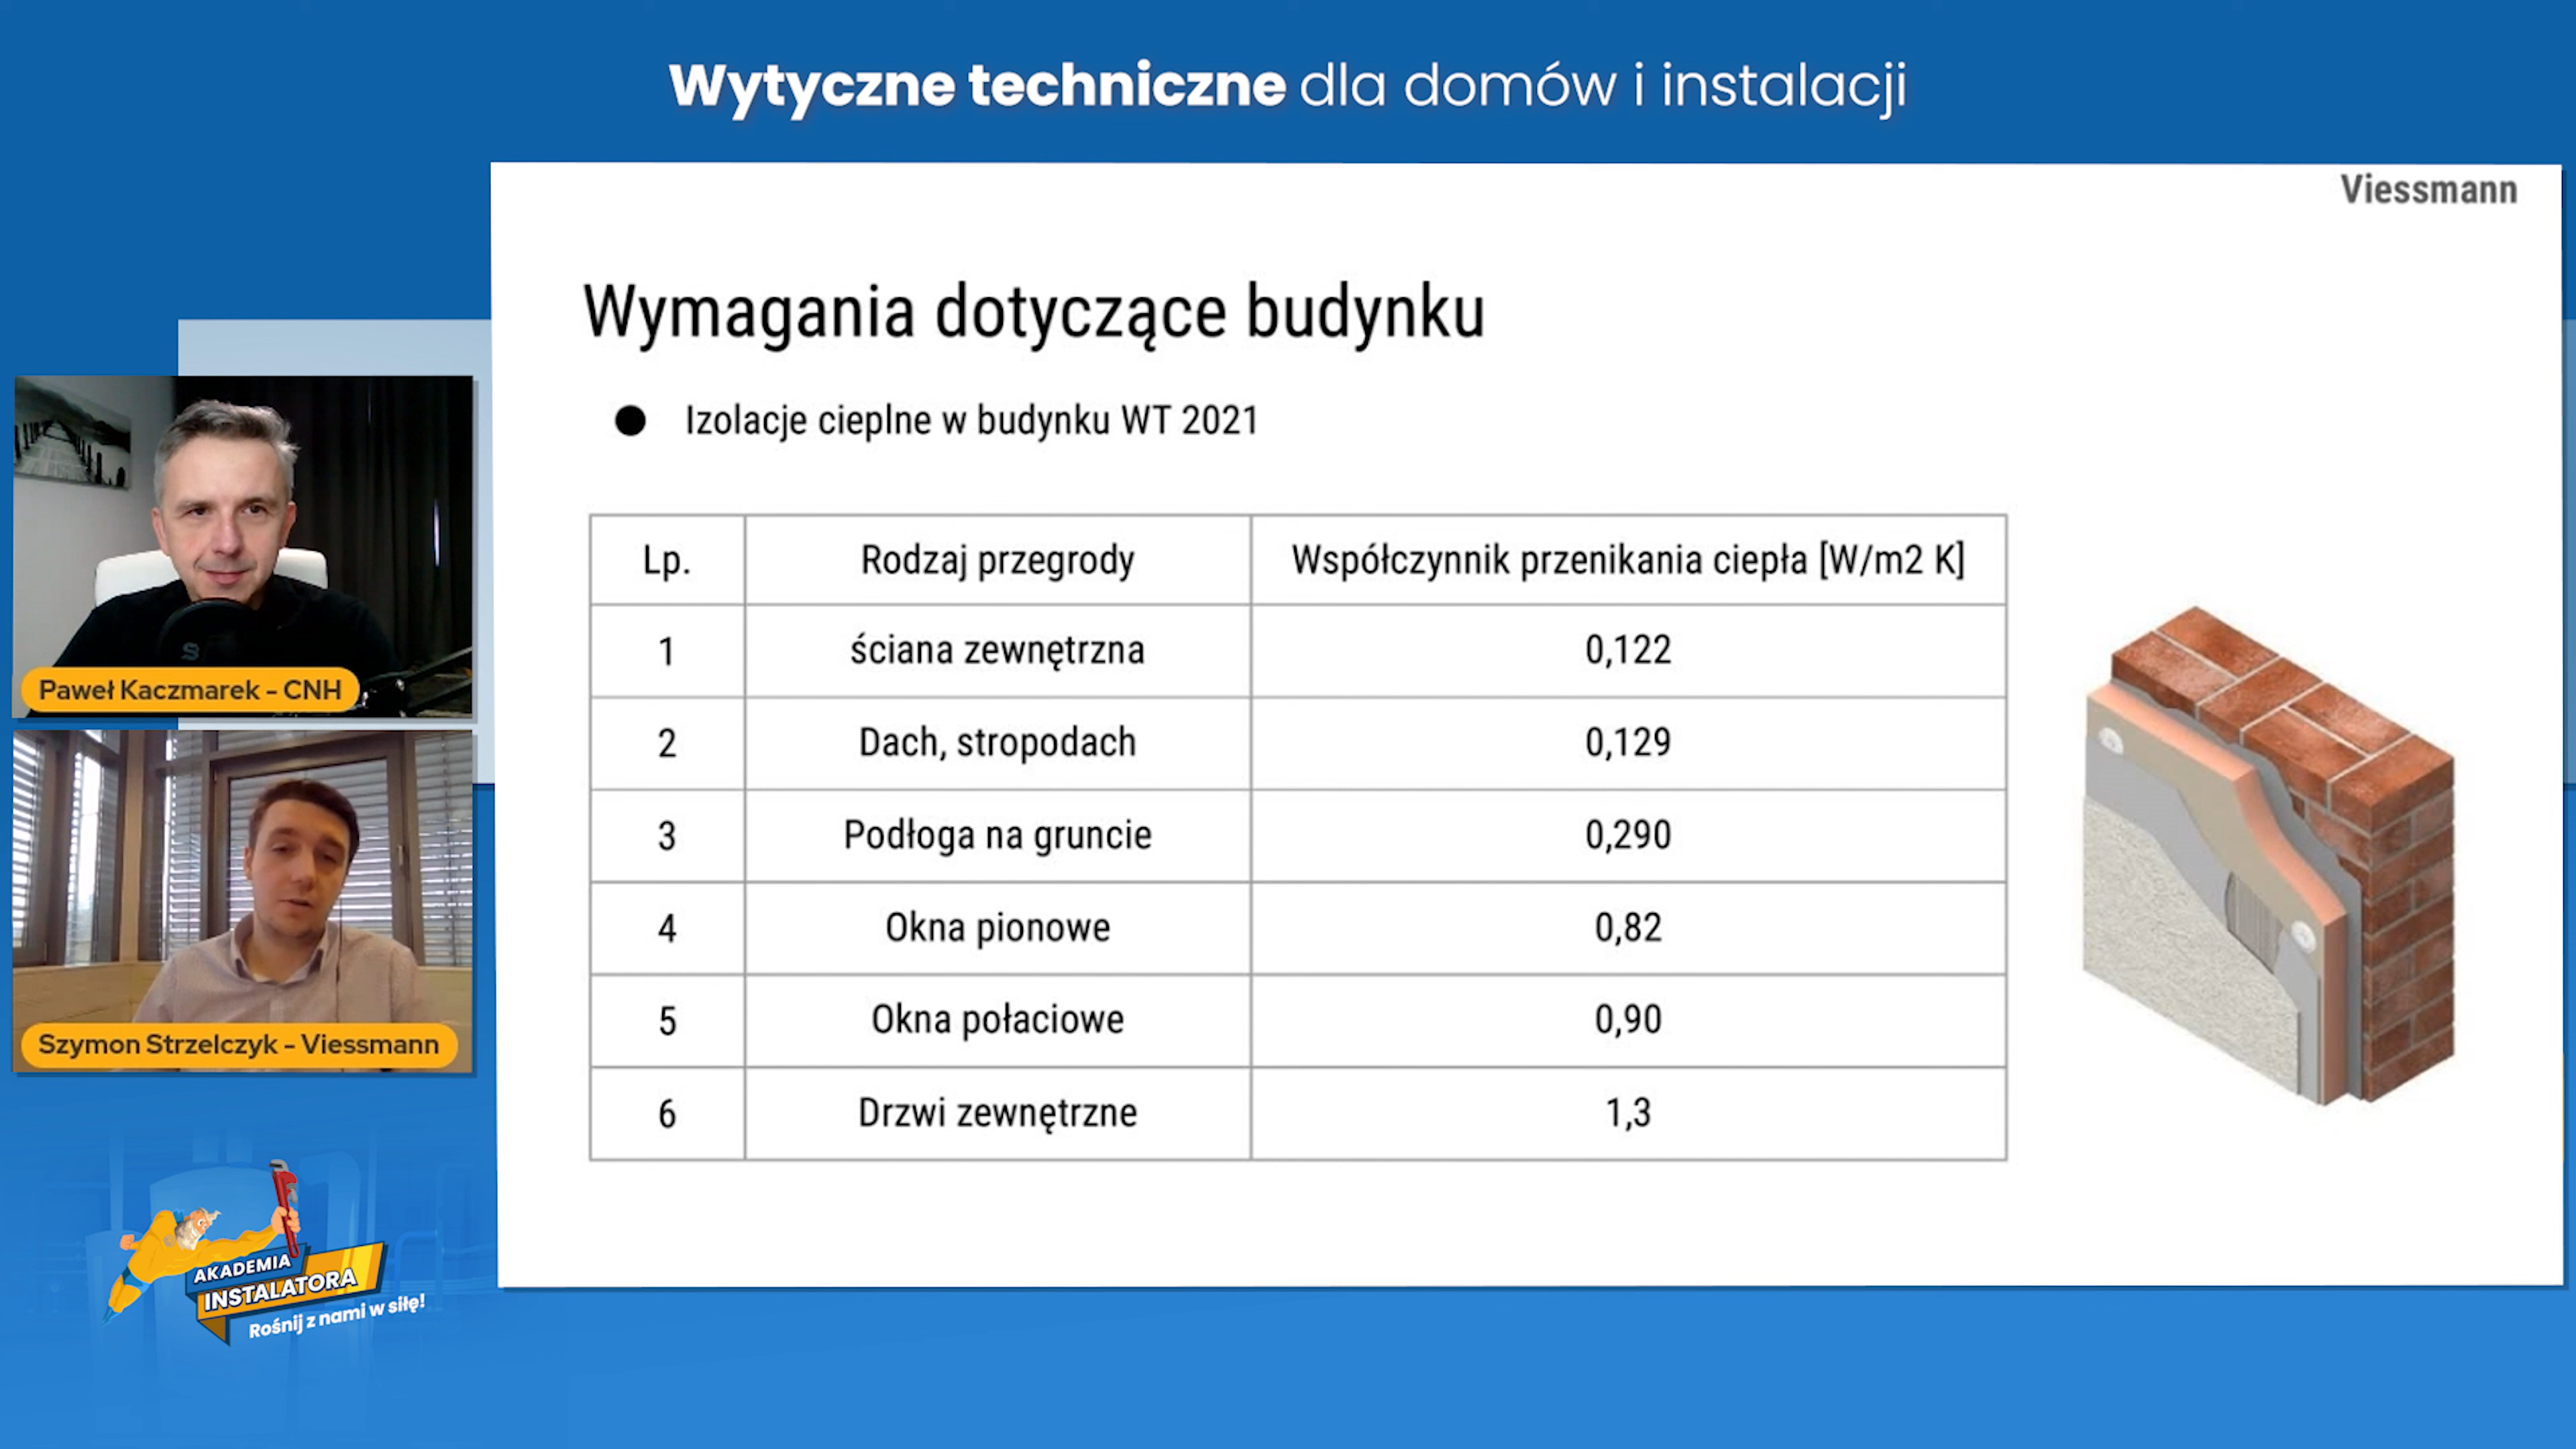 Wytyczne techniczne dla domów i instalacji
Viessmann
Wymagania dotyczące budynku
● Izolacje cieplne w budynku WT 2021
Lp. Rodzaj przegrody Współczynnik przenikania ciepła [W/m2 K]
1 ściana zewnętrzna 0,122
2 Dach, stropodach 0,129
3 Podłoga na gruncie 0,290
4 Okna pionowe 0,82
5 Okna połaciowe 0,90
6 Drzwi zewnętrzne 1,3
Paweł Kaczmarek - CNH
Szymon Strzelczyk - Viessmann
AKADEMIA
INSTALATORA
Rośnij z nami w siłę!